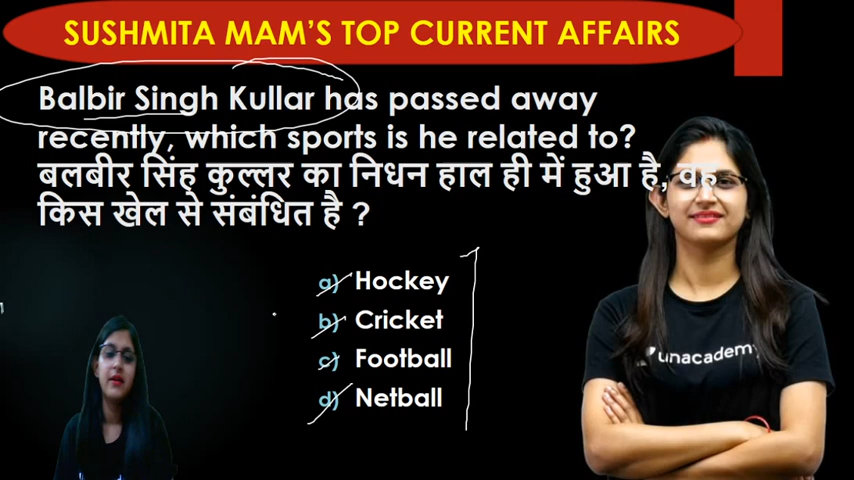 SUSHMITA MAM'S TOP CURRENT AFFAIRS
Balbir Singh Kullar has passed away
recently, which sports is he related to?
बलबीर सिंह कुल्लर का निधन हाल ही में हुआ है, वह
किस खेल से संबंधित है ?
a) Hockey
b) Cricket
c) Football
d) Netball
unacademy